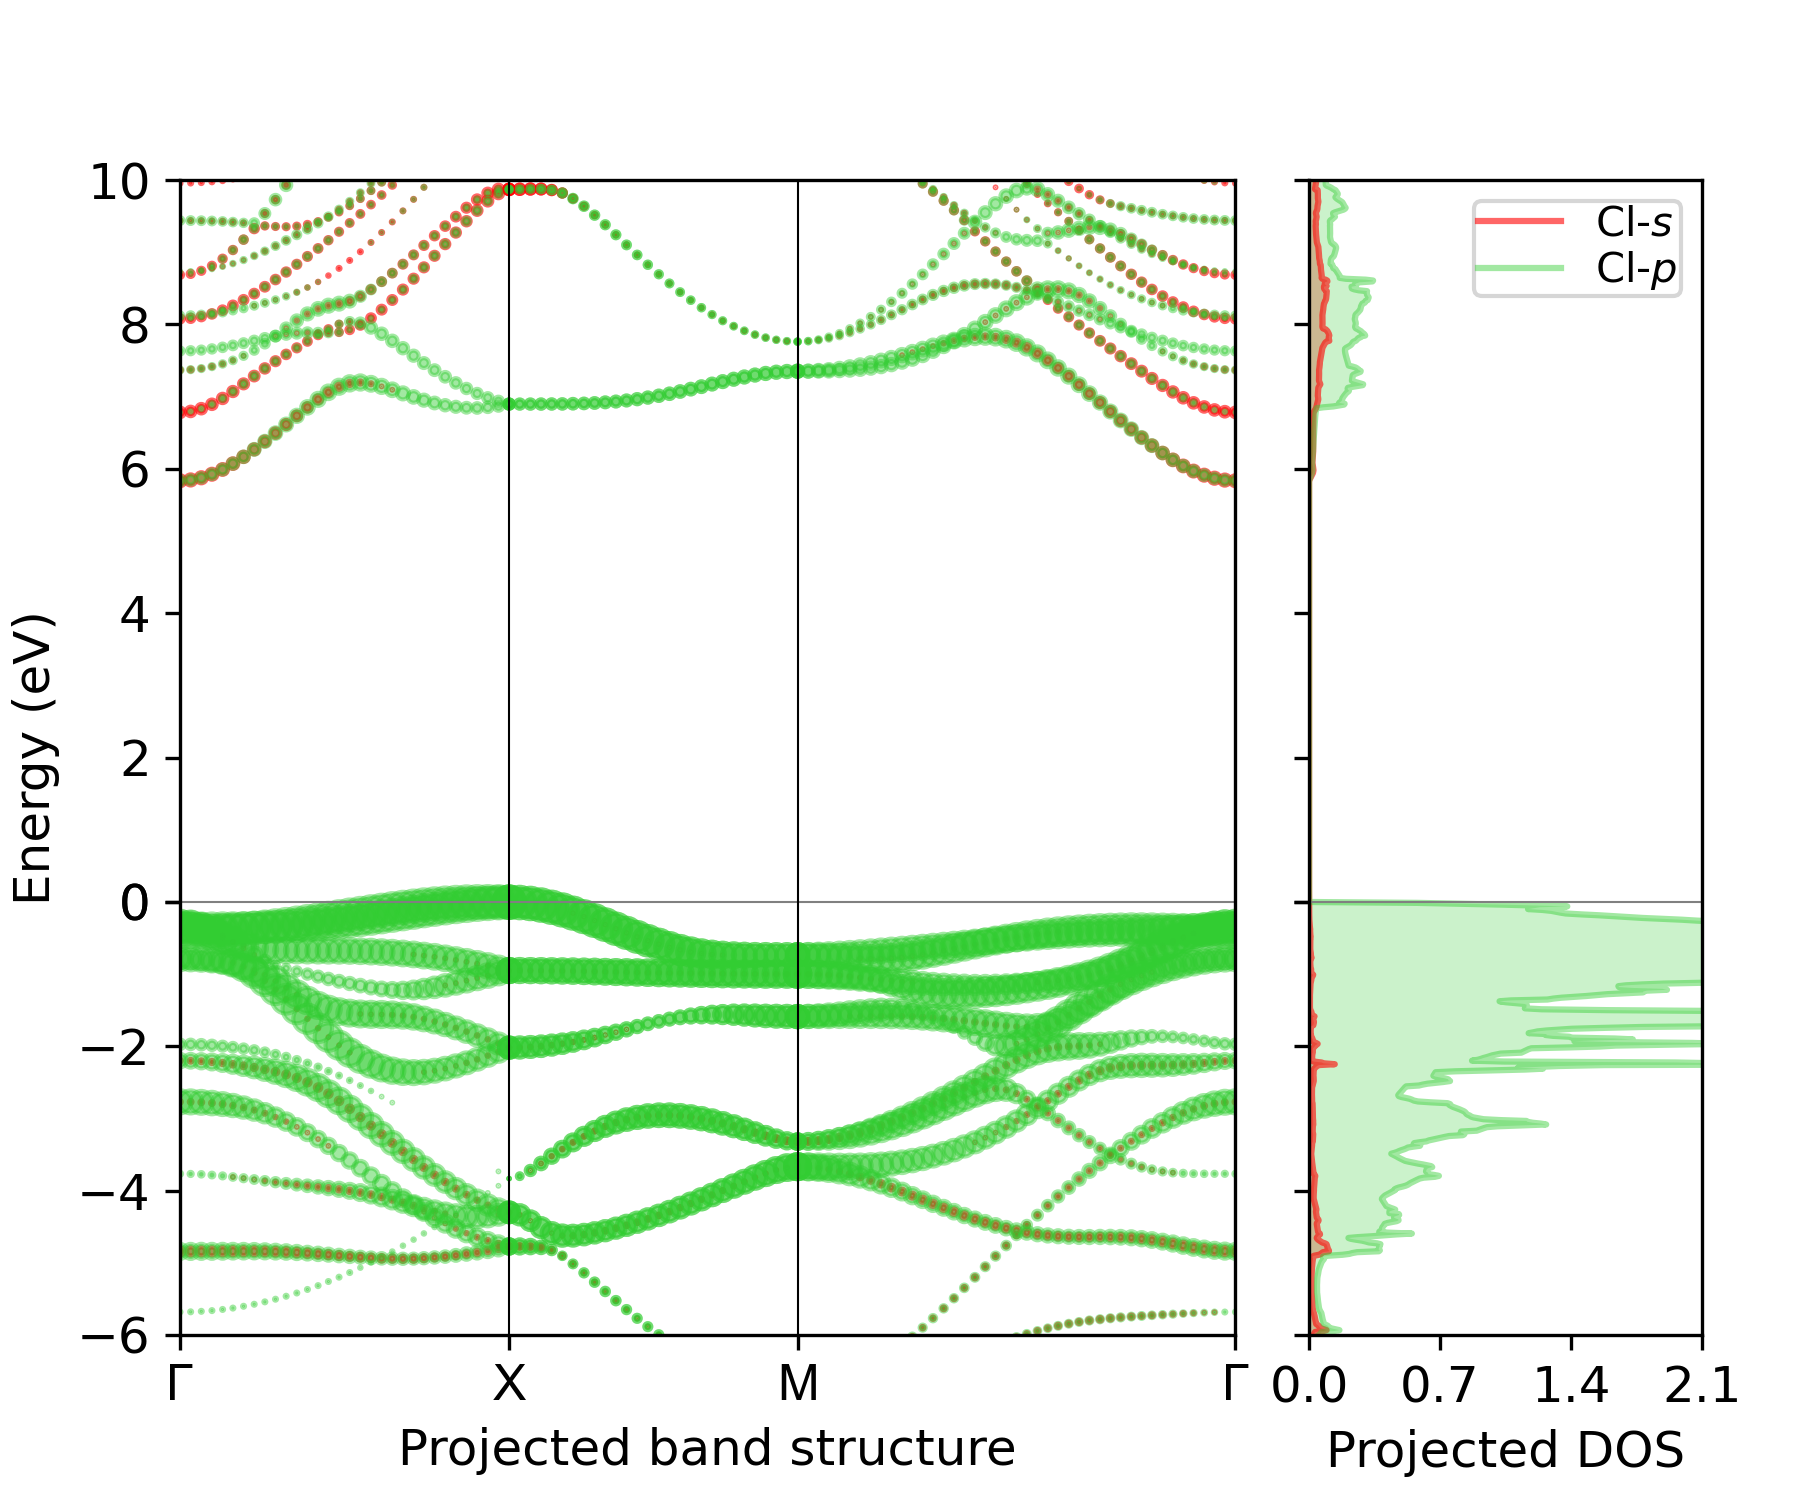 10
8
6
4
2
0
−2
−4
−6
Energy (eV)
Γ X M Γ
Projected band structure
Cl-s
Cl-p
0.0 0.7 1.4 2.1
Projected DOS